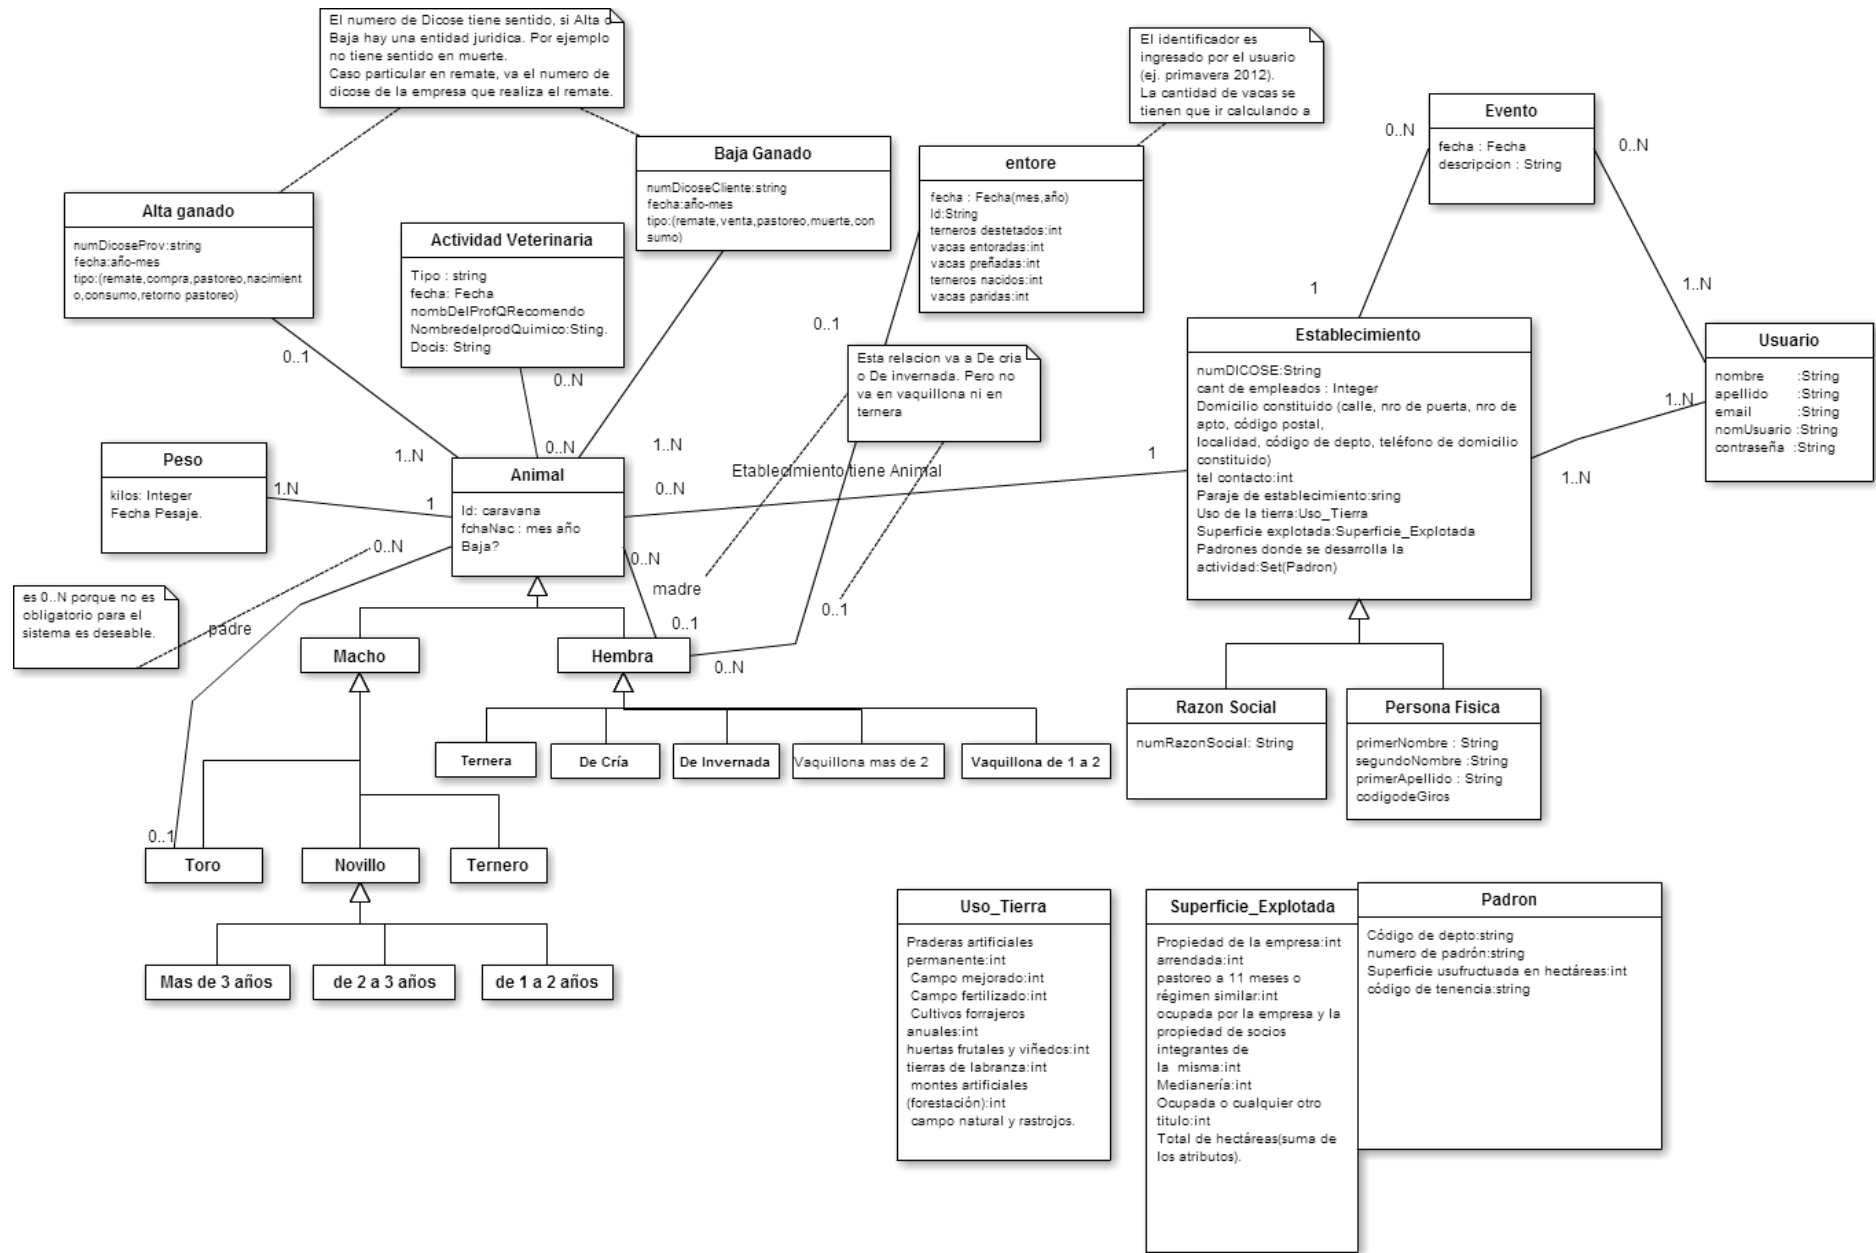 El numero de Dicose tiene sentido, si Alta o
Baja hay una entidad juridica. Por ejemplo
no tiene sentido en muerte.
Caso particular en remate, va el numero de
dicose de la empresa que realiza el remate.
El identificador es
ingresado por el usuario
(ej. primavera 2012).
La cantidad de vacas se
tienen que ir calculando a
Evento
fecha : Fecha
descripcion : String
0..N
0..N
Baja Ganado
numDicoseCliente:string
fecha:año-mes
tipo:(remate,venta,pastoreo,muerte,con
sumo)
entore
fecha : Fecha(mes,año)
Id:String
terneros destetados:int
vacas entoradas:int
vacas preñadas:int
terneros nacidos:int
vacas paridas:int
Alta ganado
numDicoseProv:string
fecha:año-mes
tipo:(remate,compra,pastoreo,nacimient
o,consumo,retorno pastoreo)
Actividad Veterinaria
Tipo : string
fecha: Fecha
nombDelProfQRecomendo
NombredelprodQuimico:Sting.
Docis: String
0..1
0..N
0..1
1
1..N
Esta relacion va a De cria
o De invernada. Pero no
va en vaquillona ni en
ternera
Establecimiento
numDICOSE:String
cant de empleados : Integer
Domicilio constituido (calle, nro de puerta, nro de
apto, código postal,
localidad, código de depto, teléfono de domicilio
constituido)
tel contacto:int
Paraje de establecimiento:sring
Uso de la tierra:Uso_Tierra
Superficie explotada:Superficie_Explotada
Padrones donde se desarrolla la
actividad:Set(Padron)
Usuario
nombre :String
apellido :String
email :String
nomUsuario :String
contraseña :String
1..N
1..N
Peso
kilos: Integer
Fecha Pesaje.
1..N
0..N
1..N
1.N
1
Animal
Id: caravana
fchaNac : mes año
Baja?
Etablecimiento tiene Animal
0..N
1
0..N
0..N
madre
0..1
0..1
0..N
es 0..N porque no es
obligatorio para el
sistema es deseable.
padre
Macho
Hembra
Ternera
De Cría
De Invernada
Vaquillona mas de 2
Vaquillona de 1 a 2
Razon Social
numRazonSocial: String
Persona Fisica
primerNombre : String
segundoNombre :String
primerApellido : String
codigodeGiros
0..1
Toro
Novillo
Ternero
Mas de 3 años
de 2 a 3 años
de 1 a 2 años
Uso_Tierra
Praderas artificiales
permanente:int
Campo mejorado:int
Campo fertilizado:int
Cultivos forrajeros
anuales:int
huertas frutales y viñedos:int
tierras de labranza:int
montes artificiales
(forestación):int
campo natural y rastrojos.
Superficie_Explotada
Propiedad de la empresa:int
arrendada:int
pastoreo a 11 meses o
régimen similar:int
ocupada por la empresa y la
propiedad de socios
integrantes de
la misma:int
Medianería:int
Ocupada o cualquier otro
titulo:int
Total de hectáreas(suma de
los atributos).
Padron
Código de depto:string
numero de padrón:string
Superficie usufructuada en hectáreas:int
código de tenencia:string